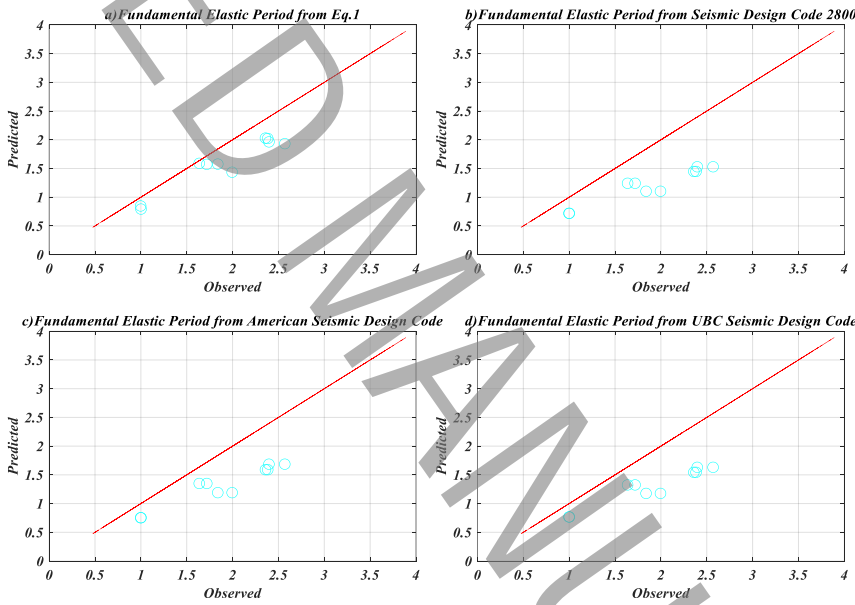 a)Fundamental Elastic Period from Eq.1
4
3.5
3
2.5
2
1.5
1
0.5
0
Predicted
0 0.5 1 1.5 2 2.5 3 3.5 4
Observed
b)Fundamental Elastic Period from Seismic Design Code 2800
4
3.5
3
2.5
2
1.5
1
0.5
0
Predicted
0 0.5 1 1.5 2 2.5 3 3.5 4
Observed
c)Fundamental Elastic Period from American Seismic Design Code
4
3.5
3
2.5
2
1.5
1
0.5
0
Predicted
0 0.5 1 1.5 2 2.5 3 3.5 4
Observed
d)Fundamental Elastic Period from UBC Seismic Design Code
4
3.5
3
2.5
2
1.5
1
0.5
0
Predicted
0 0.5 1 1.5 2 2.5 3 3.5 4
Observed